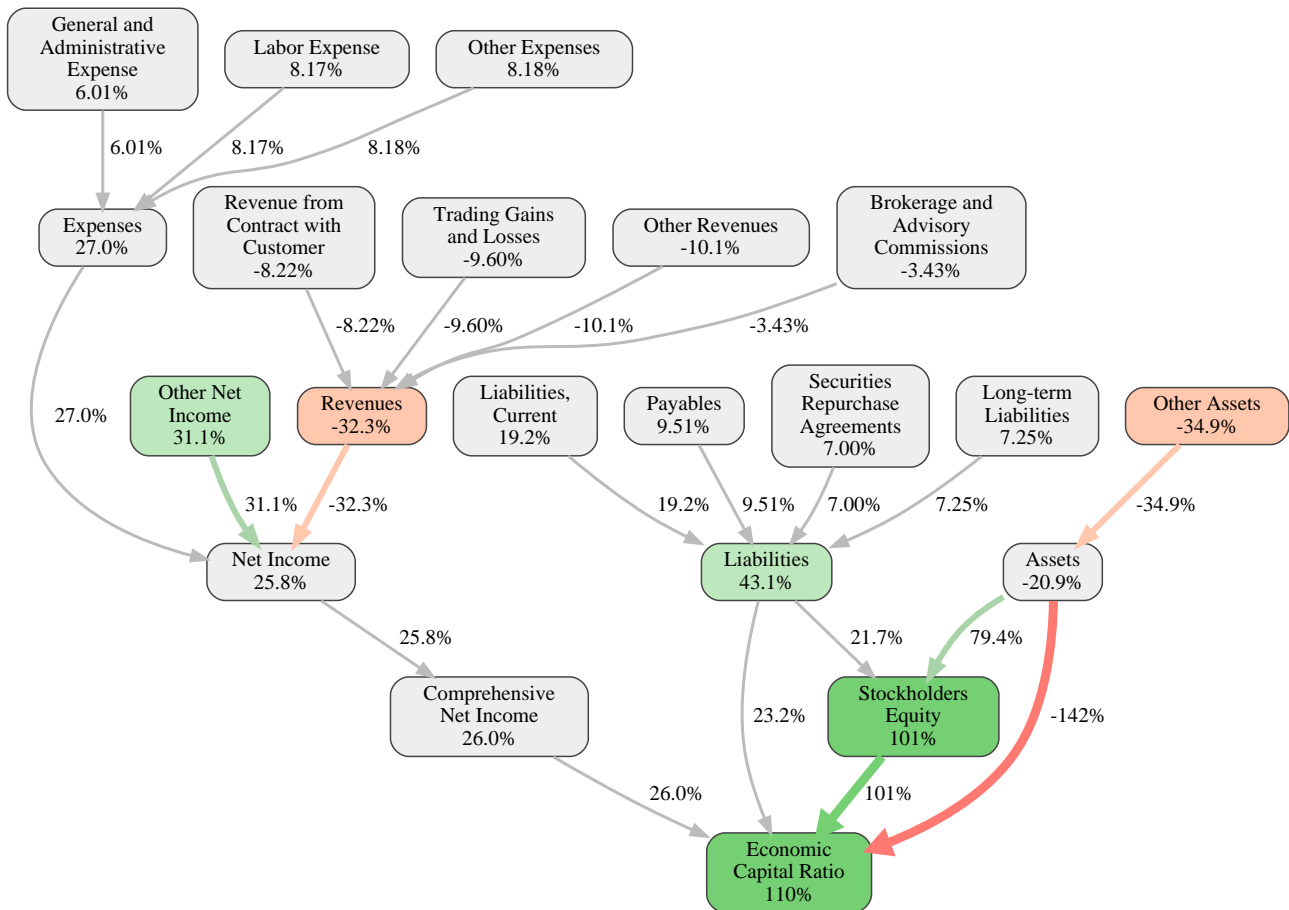 General and
Administrative
Expense
6.01%
Labor Expense
8.17%
Other Expenses
8.18%
6.01%
8.17%
8.18%
Expenses
27.0%
Revenue from
Contract with
Customer
-8.22%
Trading Gains
and Losses
-9.60%
Other Revenues
-10.1%
Brokerage and
Advisory
Commissions
-3.43%
-8.22%
-9.60%
-10.1%
-3.43%
27.0%
Other Net
Income
31.1%
Revenues
-32.3%
Liabilities,
Current
19.2%
Payables
9.51%
Securities
Repurchase
Agreements
7.00%
Long-term
Liabilities
7.25%
Other Assets
-34.9%
31.1%
-32.3%
19.2%
9.51%
7.00%
7.25%
-34.9%
Net Income
25.8%
Liabilities
43.1%
Assets
-20.9%
25.8%
21.7%
79.4%
Comprehensive
Net Income
26.0%
23.2%
Stockholders
Equity
101%
-142%
26.0%
101%
Economic
Capital Ratio
110%